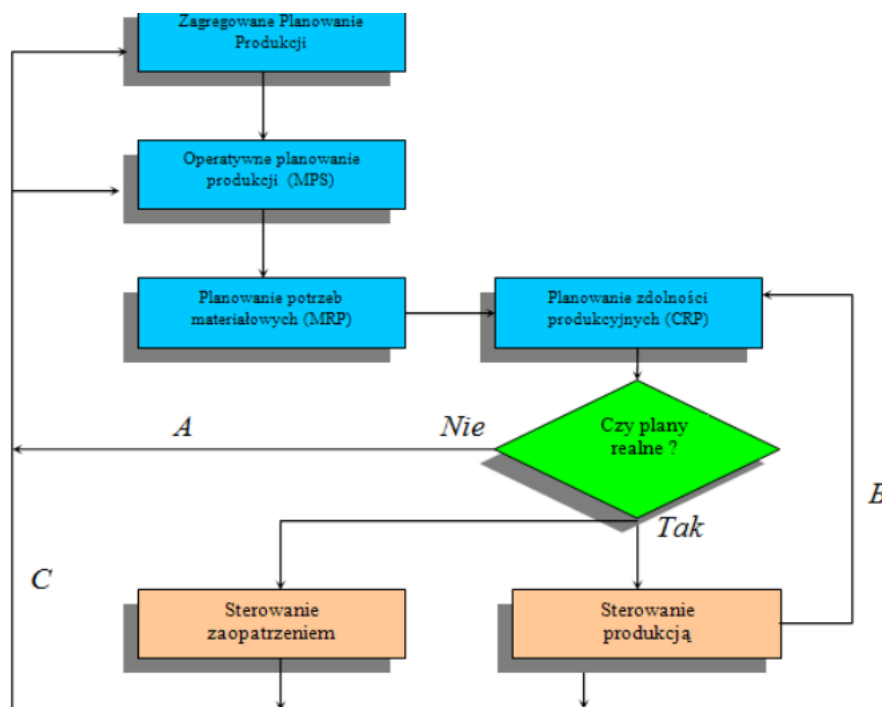 Zagregowane Planowanie
Produkcji
Operatywne planowanie
produkcji (MPS)
Planowanie potrzeb
materiałowych (MRP)
Planowanie zdolności
produkcyjnych (CRP)
A
Nie
Czy plany
realne ?
B
Tak
C
Sterowanie
zaopatrzeniem
Sterowanie
produkcją